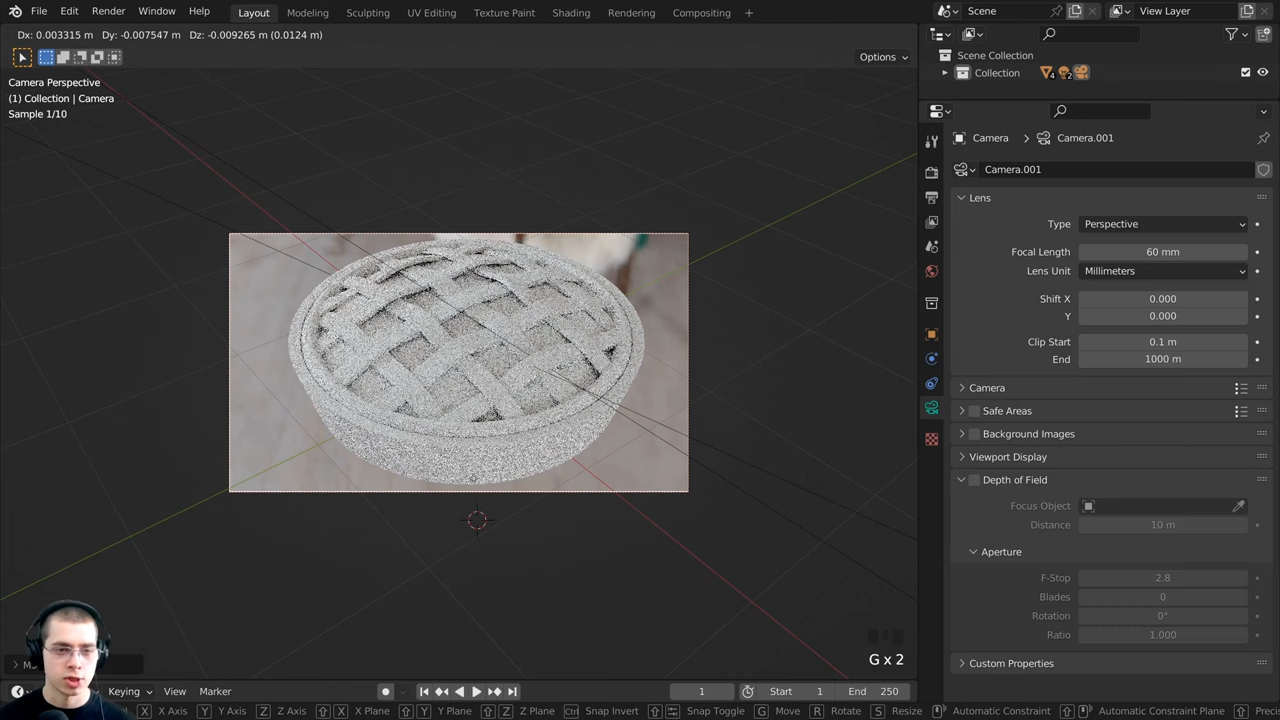 File Edit Render Window Help Layout Modeling Sculpting UV Editing Texture Paint Shading Rendering Compositing + Scene View Layer
Dx: 0.003315 m Dy: -0.007547 m Dz: -0.009265 m (0.0124 m)
Options
Scene Collection
Collection 4 2
Camera Perspective
(1) Collection | Camera
Sample 1/10
Camera > Camera.001
Camera.001
Lens
Type Perspective
Focal Length 60 mm
Lens Unit Millimeters
Shift X 0.000
Y 0.000
Clip Start 0.1 m
End 1000 m
Camera
Safe Areas
Background Images
Viewport Display
Depth of Field
Focus Object
Distance 10 m
Aperture
F-Stop 2.8
Blades 0
Rotation 0°
Ratio 1.000
Custom Properties
G x 2
Keying View Marker 1 Start 1 End 250
X X Axis Y Y Axis Z Z Axis X X Plane Y Y Plane Z Z Plane Ctrl Snap Invert Snap Toggle G Move R Rotate S Resize Automatic Constraint Automatic Constraint